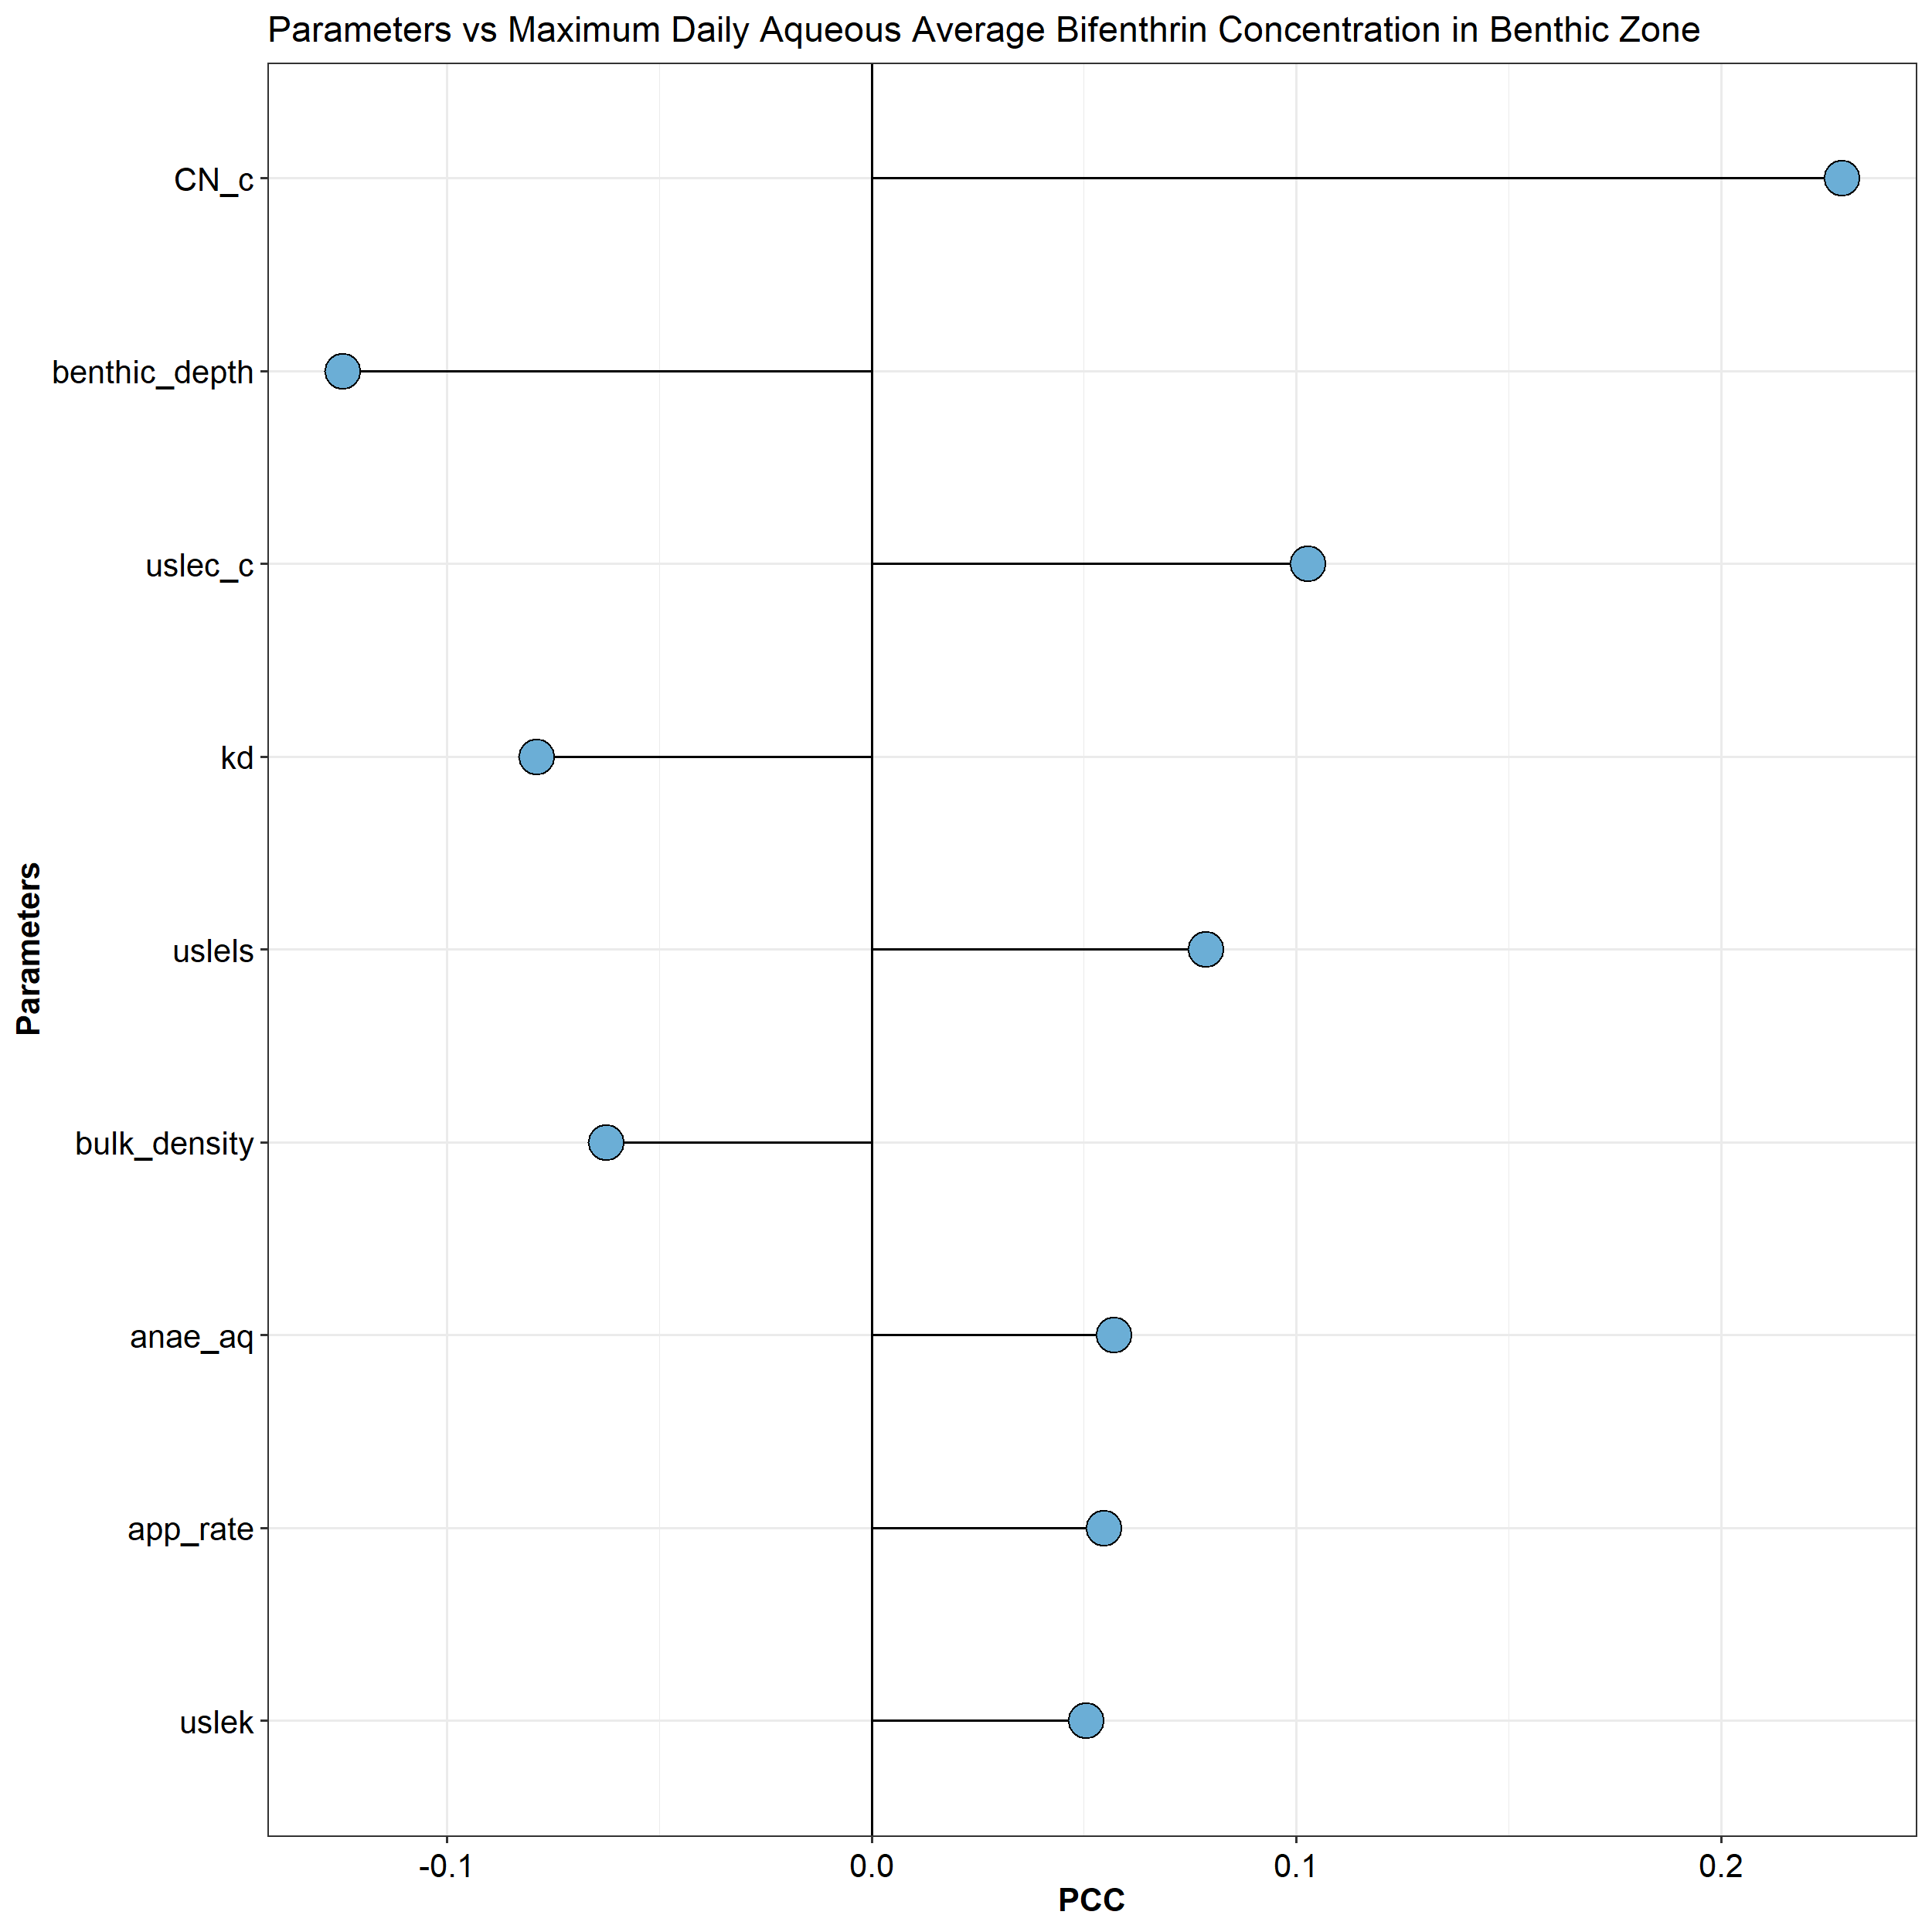 Parameters vs Maximum Daily Aqueous Average Bifenthrin Concentration in Benthic Zone
CN_c
benthic_depth
uslec_c
kd
uslels
bulk_density
anae_aq
app_rate
uslek
Parameters
-0.1
0.0
0.1
0.2
PCC